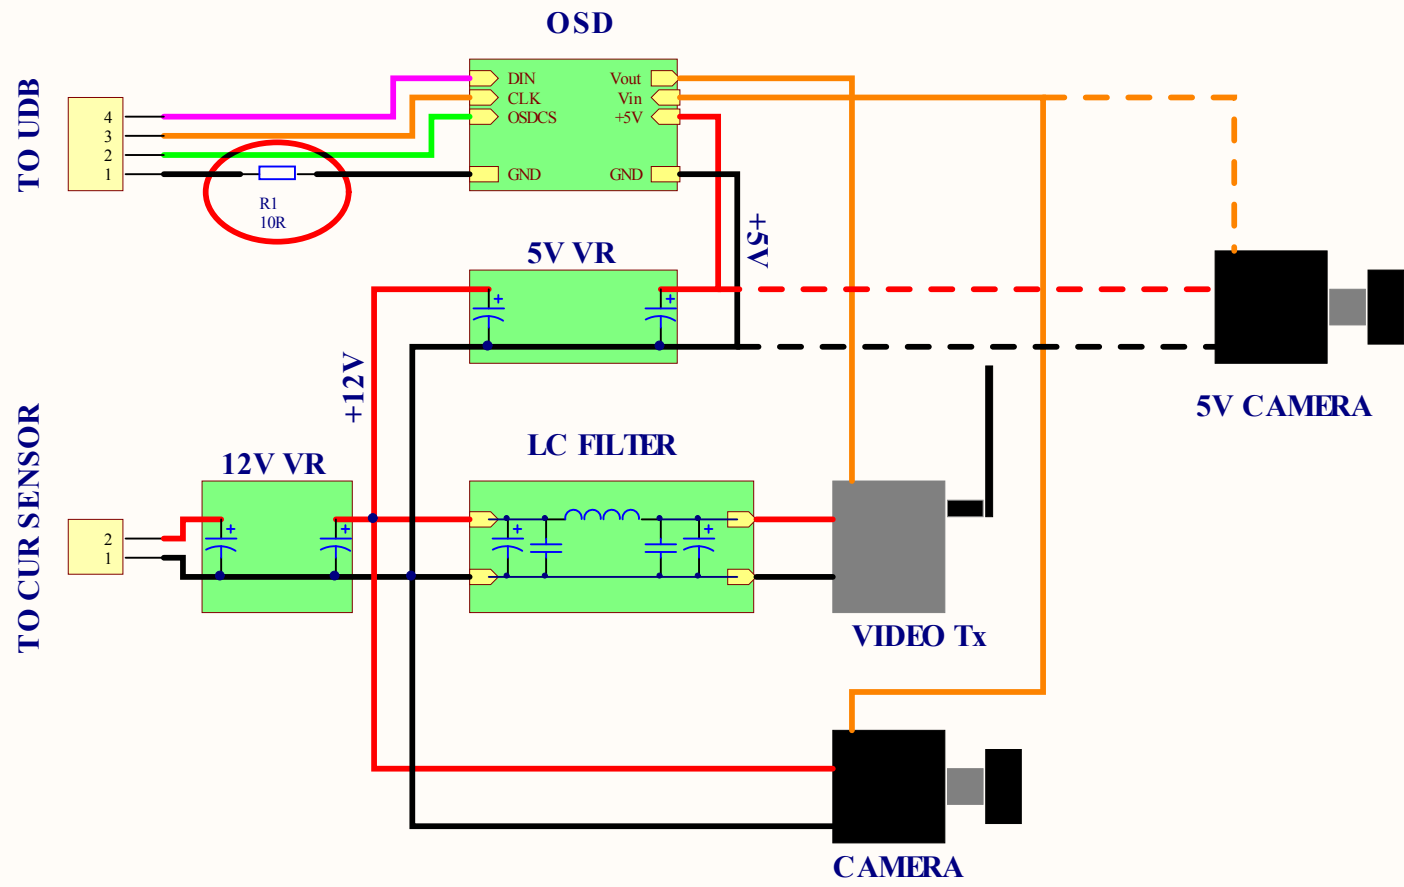 OSD
TO UDB
4
3
2
1
DIN
CLK
OSDCS
GND
Vout
Vin
+5V
GND
R1
10R
+5V
5V VR
+
+
+12V
5V CAMERA
TO CUR SENSOR
2
1
12V VR
+
+
LC FILTER
+
+
VIDEO Tx
CAMERA